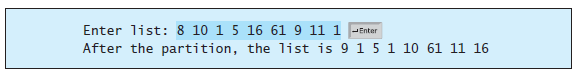 Enter list: 8 10 1 5 16 61 9 11 1 ↵Enter
After the partition, the list is 9 1 5 1 10 61 11 16